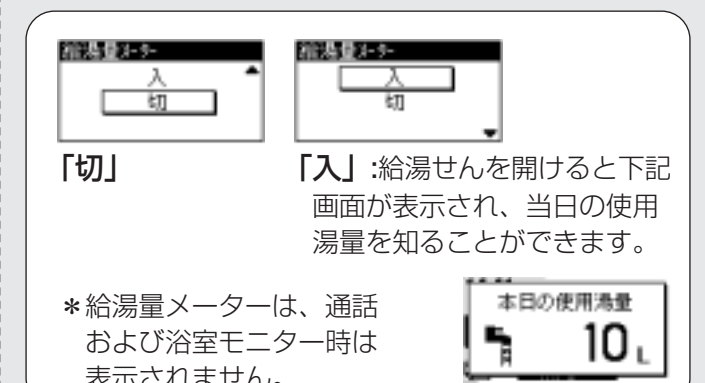 給湯量メーター
入
切
給湯量メーター
入
切
「切」
「入」:給湯せんを開けると下記
画面が表示され、当日の使用
湯量を知ることができます。
*給湯量メーターは、通話
および浴室モニター時は
表示されません。
本日の使用湯量
10 L